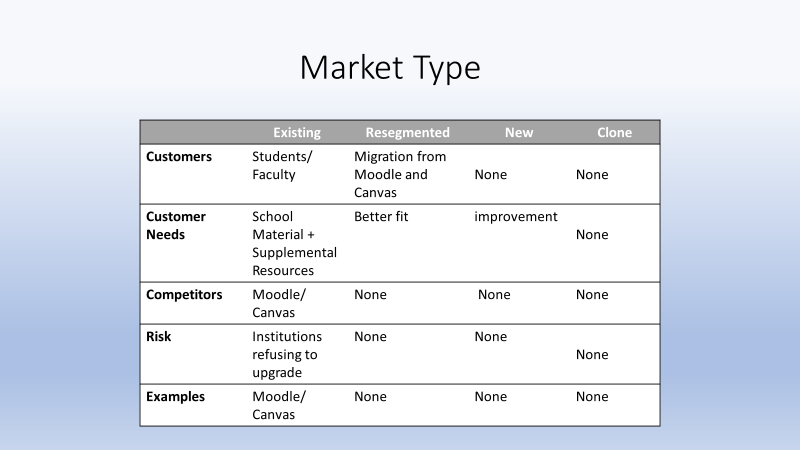 Market Type
Existing Resegmented New Clone
Customers Students/ Migration from
Faculty Moodle and None None
Canvas
Customer School Better fit improvement
Needs Material + None
Supplemental
Resources
Competitors Moodle/ None None None
Canvas
Risk Institutions None None
refusing to None
upgrade
Examples Moodle/ None None None
Canvas